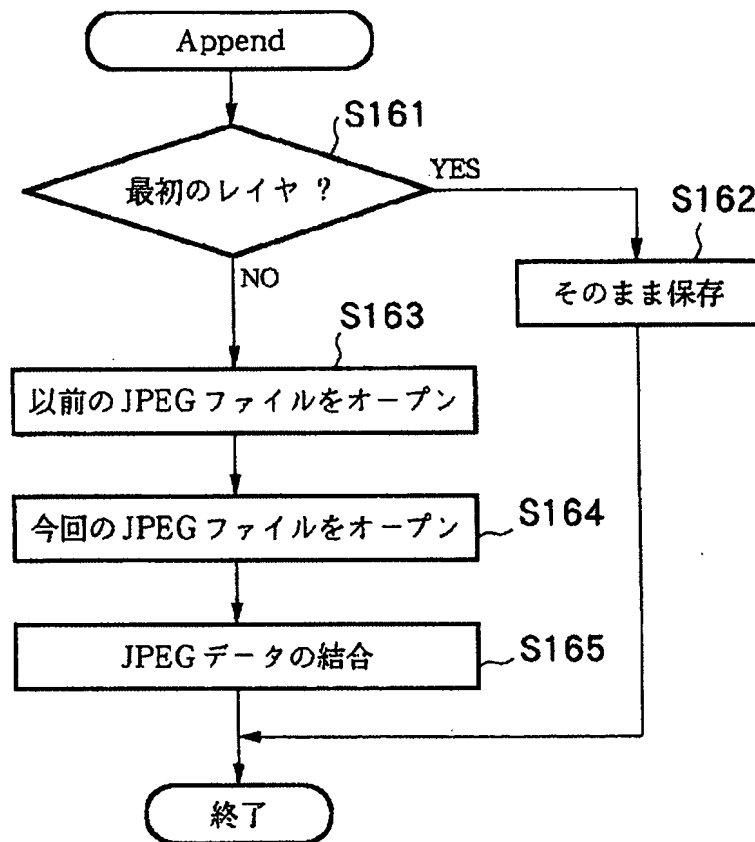 Append
S161
最初のレイヤ ?
YES
S162
そのまま保存
NO
S163
以前の JPEG ファイルをオープン
今回の JPEG ファイルをオープン
S164
JPEG データの結合
S165
終了